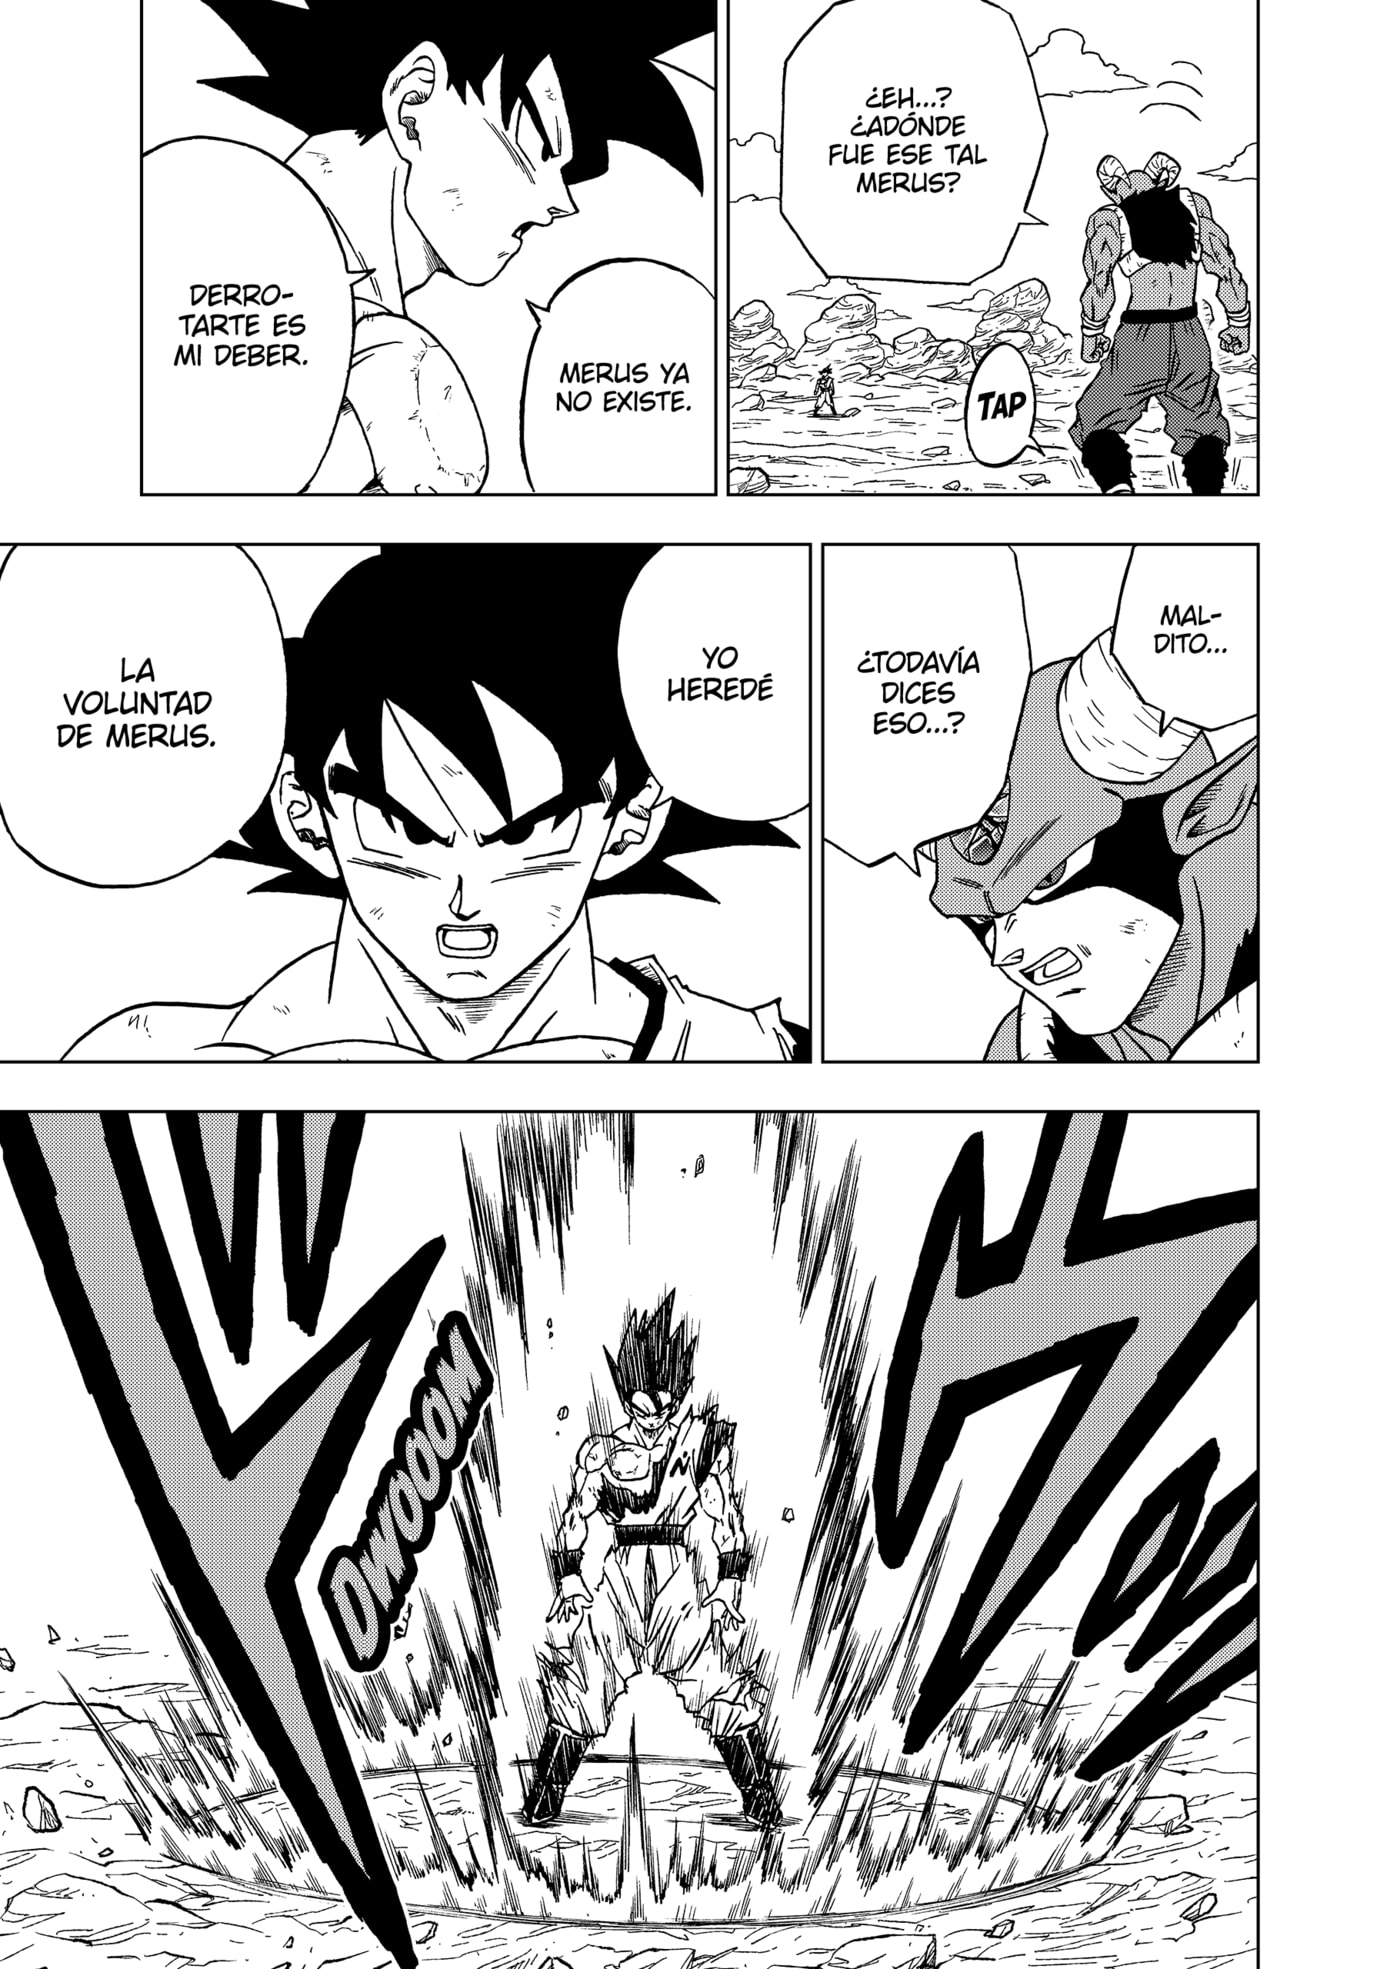 ¿EH...?
¿ADÓNDE
FUE ESE TAL
MERUS?
TAP
MERUS YA
NO EXISTE.
DERRO-
TARTE ES
MI DEBER.
MAL-
DITO...
¿TODAVÍA
DICES
ESO...?
YO
HEREDÉ
LA
VOLUNTAD
DE MERUS.
DWOOOOM